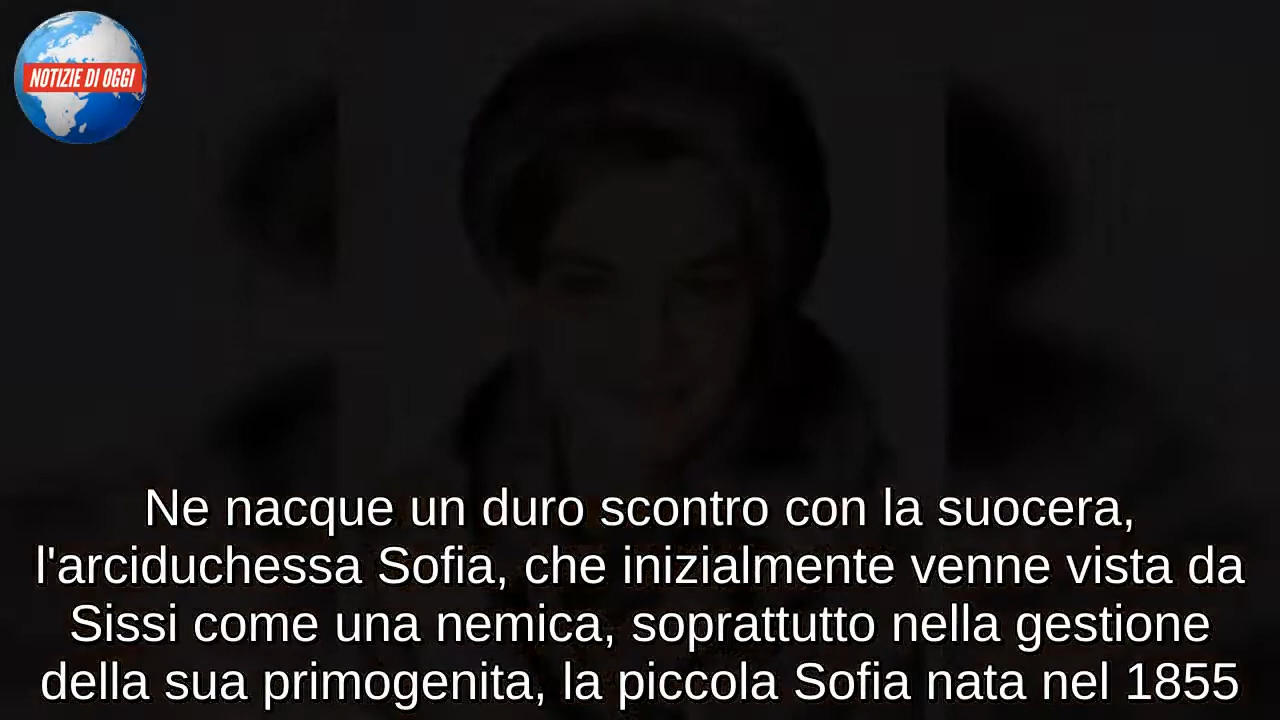 NOTIZIE DI OGGI
Ne nacque un duro scontro con la suocera,
l'arciduchessa Sofia, che inizialmente venne vista da
Sissi come una nemica, soprattutto nella gestione
della sua primogenita, la piccola Sofia nata nel 1855